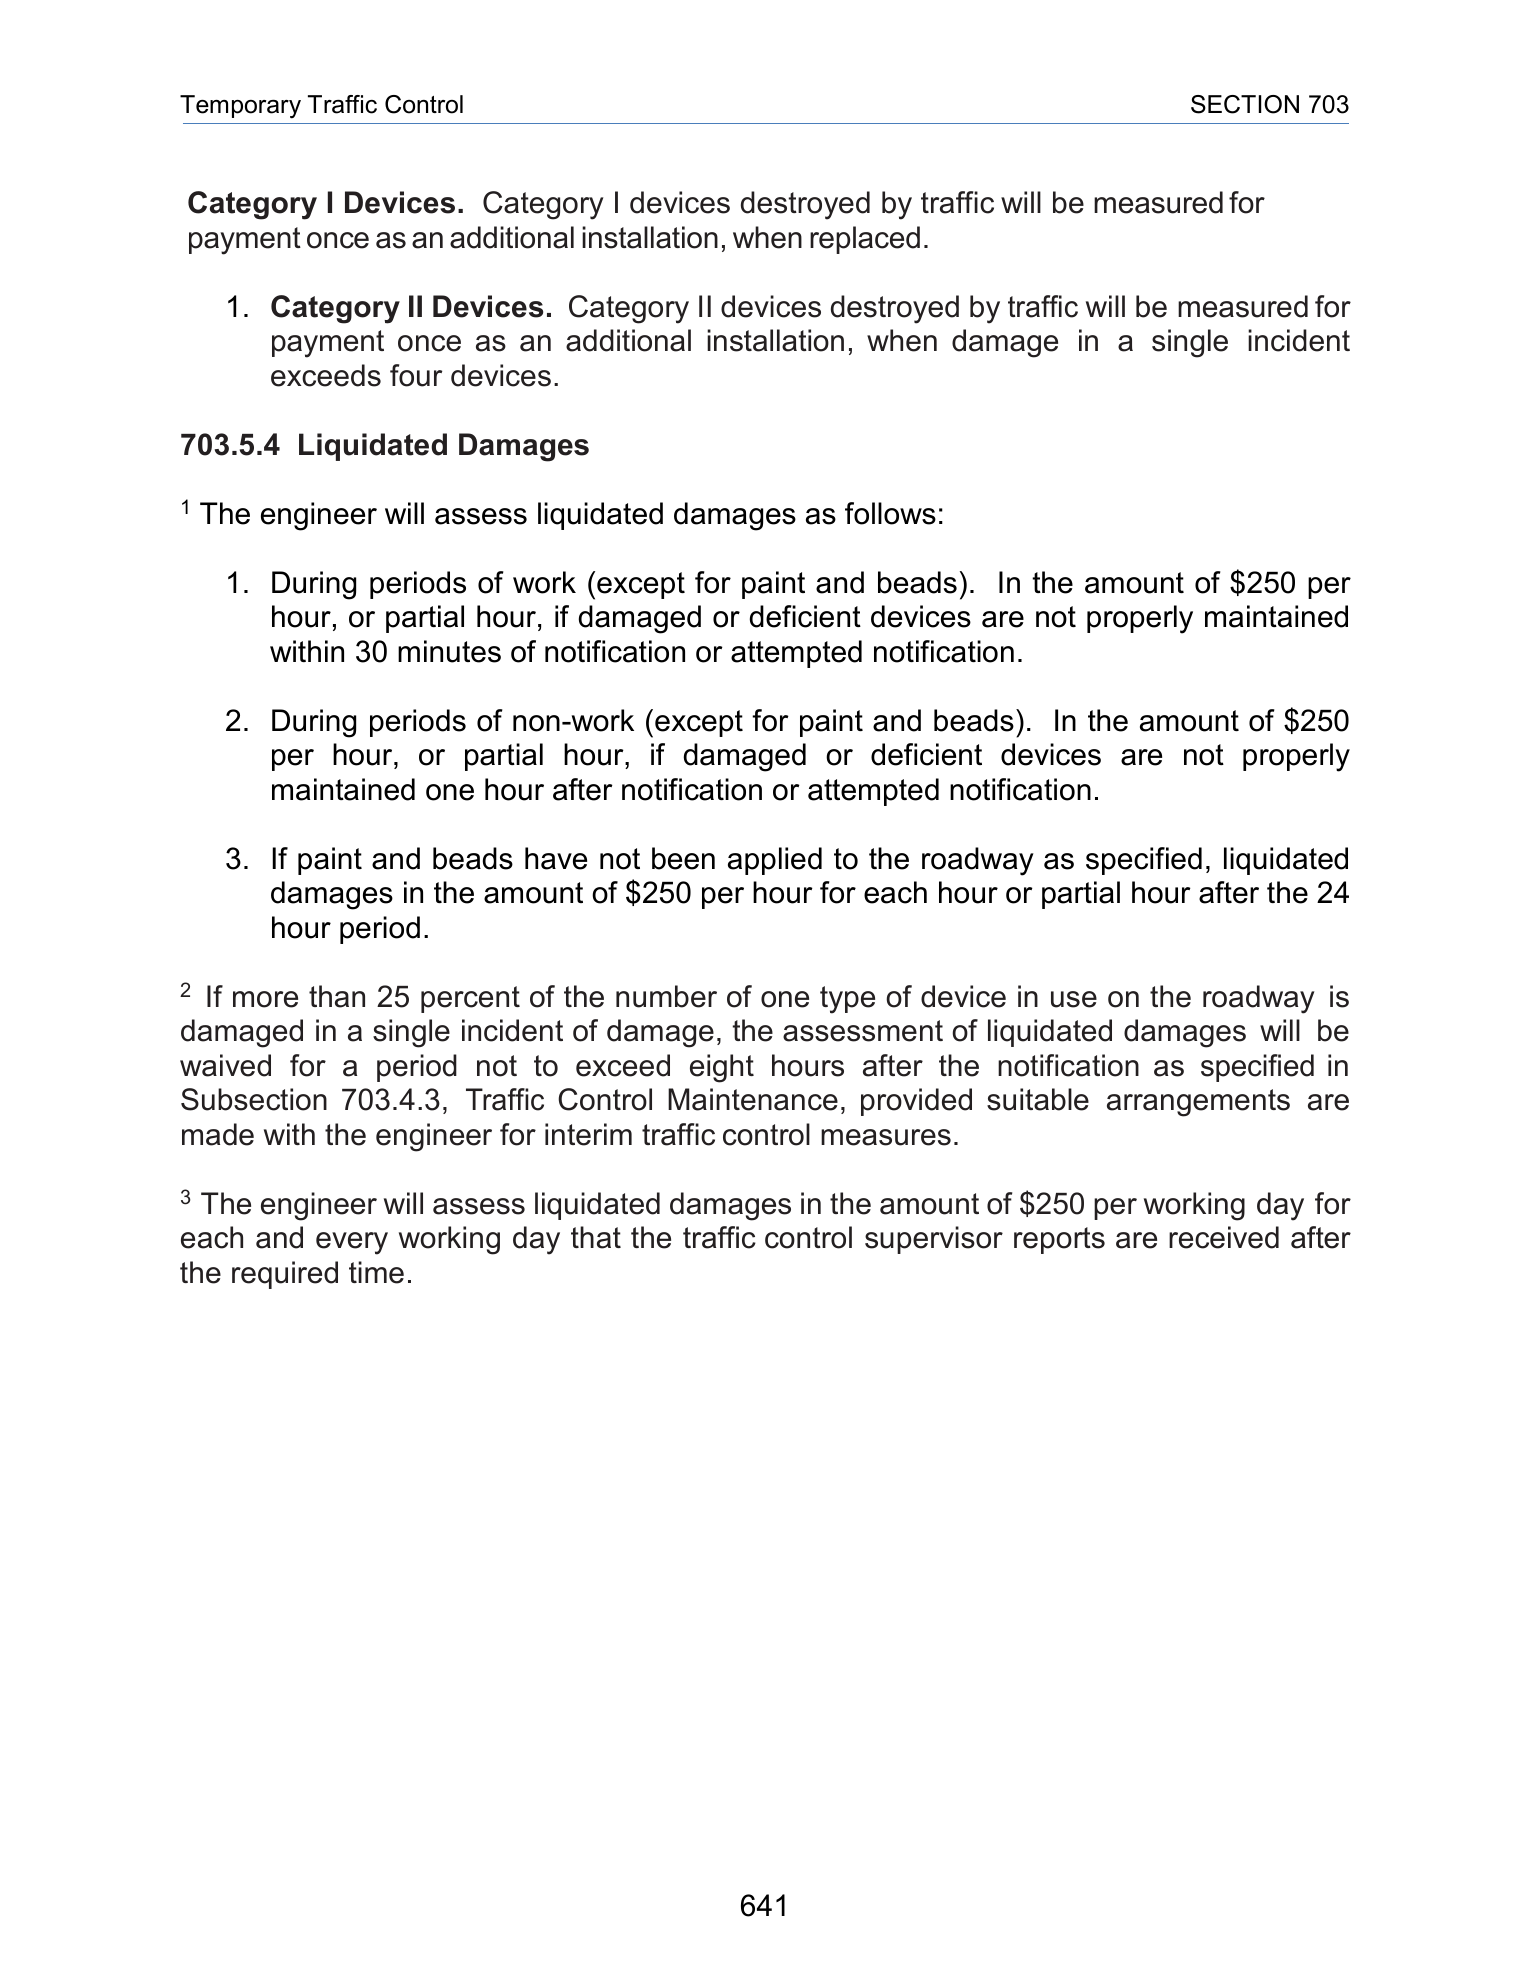 Temporary Traffic Control SECTION 703
Category I Devices. Category I devices destroyed by traffic will be measured for
payment once as an additional installation, when replaced.
1. Category II Devices. Category II devices destroyed by traffic will be measured for
payment once as an additional installation, when damage in a single incident
exceeds four devices.
703.5.4 Liquidated Damages
1 The engineer will assess liquidated damages as follows:
1. During periods of work (except for paint and beads). In the amount of $250 per
hour, or partial hour, if damaged or deficient devices are not properly maintained
within 30 minutes of notification or attempted notification.
2. During periods of non-work (except for paint and beads). In the amount of $250
per hour, or partial hour, if damaged or deficient devices are not properly
maintained one hour after notification or attempted notification.
3. If paint and beads have not been applied to the roadway as specified, liquidated
damages in the amount of $250 per hour for each hour or partial hour after the 24
hour period.
2 If more than 25 percent of the number of one type of device in use on the roadway is
damaged in a single incident of damage, the assessment of liquidated damages will be
waived for a period not to exceed eight hours after the notification as specified in
Subsection 703.4.3, Traffic Control Maintenance, provided suitable arrangements are
made with the engineer for interim traffic control measures.
3 The engineer will assess liquidated damages in the amount of $250 per working day for
each and every working day that the traffic control supervisor reports are received after
the required time.
641